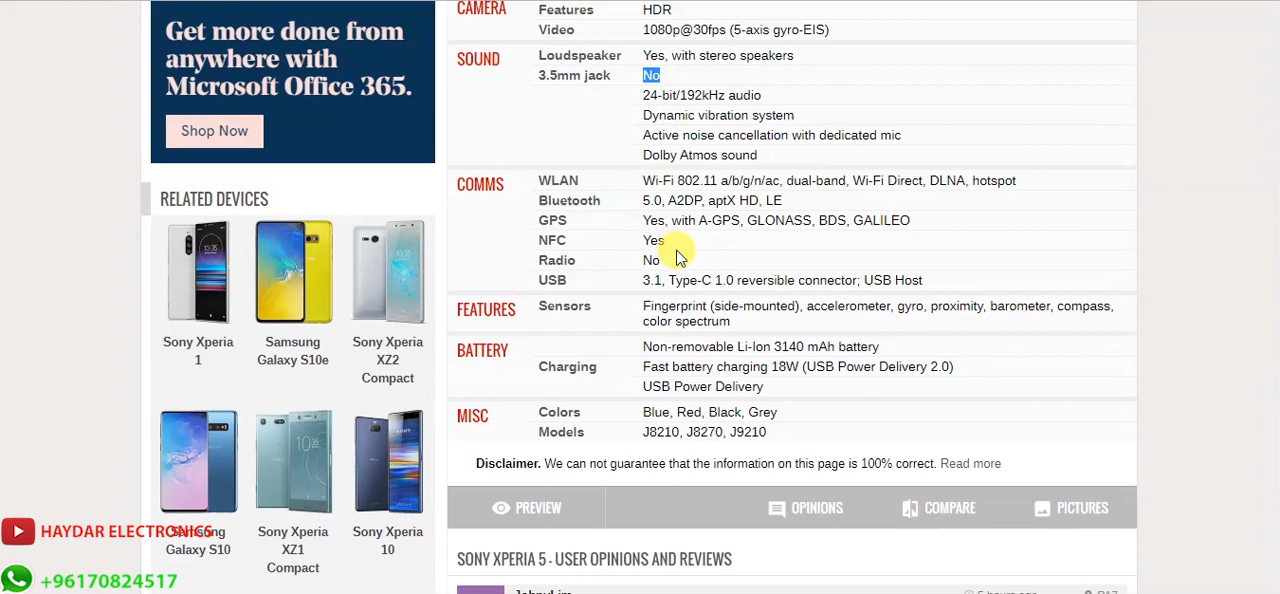 Get more done from
anywhere with
Microsoft Office 365.
Shop Now
RELATED DEVICES
Sony Xperia
1
Samsung
Galaxy S10e
Sony Xperia
XZ2
Compact
Samsung
Galaxy S10
Sony Xperia
XZ1
Compact
Sony Xperia
10
HAYDAR ELECTRONICS
+96170824517
CAMERA
Features HDR
Video 1080p@30fps (5-axis gyro-EIS)
SOUND Loudspeaker Yes, with stereo speakers
3.5mm jack No
24-bit/192kHz audio
Dynamic vibration system
Active noise cancellation with dedicated mic
Dolby Atmos sound
COMMS WLAN Wi-Fi 802.11 a/b/g/n/ac, dual-band, Wi-Fi Direct, DLNA, hotspot
Bluetooth 5.0, A2DP, aptX HD, LE
GPS Yes, with A-GPS, GLONASS, BDS, GALILEO
NFC Yes
Radio No
USB 3.1, Type-C 1.0 reversible connector; USB Host
FEATURES Sensors Fingerprint (side-mounted), accelerometer, gyro, proximity, barometer, compass,
color spectrum
BATTERY Non-removable Li-Ion 3140 mAh battery
Charging Fast battery charging 18W (USB Power Delivery 2.0)
USB Power Delivery
MISC Colors Blue, Red, Black, Grey
Models J8210, J8270, J9210
Disclaimer. We can not guarantee that the information on this page is 100% correct. Read more
PREVIEW OPINIONS COMPARE PICTURES
SONY XPERIA 5 - USER OPINIONS AND REVIEWS